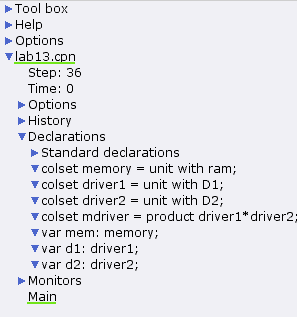 Tool box
Help
Options
lab13.cpn
Step: 36
Time: 0
Options
History
Declarations
Standard declarations
colset memory = unit with ram;
colset driver1 = unit with D1;
colset driver2 = unit with D2;
colset mdriver = product driver1*driver2;
var mem: memory;
var d1: driver1;
var d2: driver2;
Monitors
Main